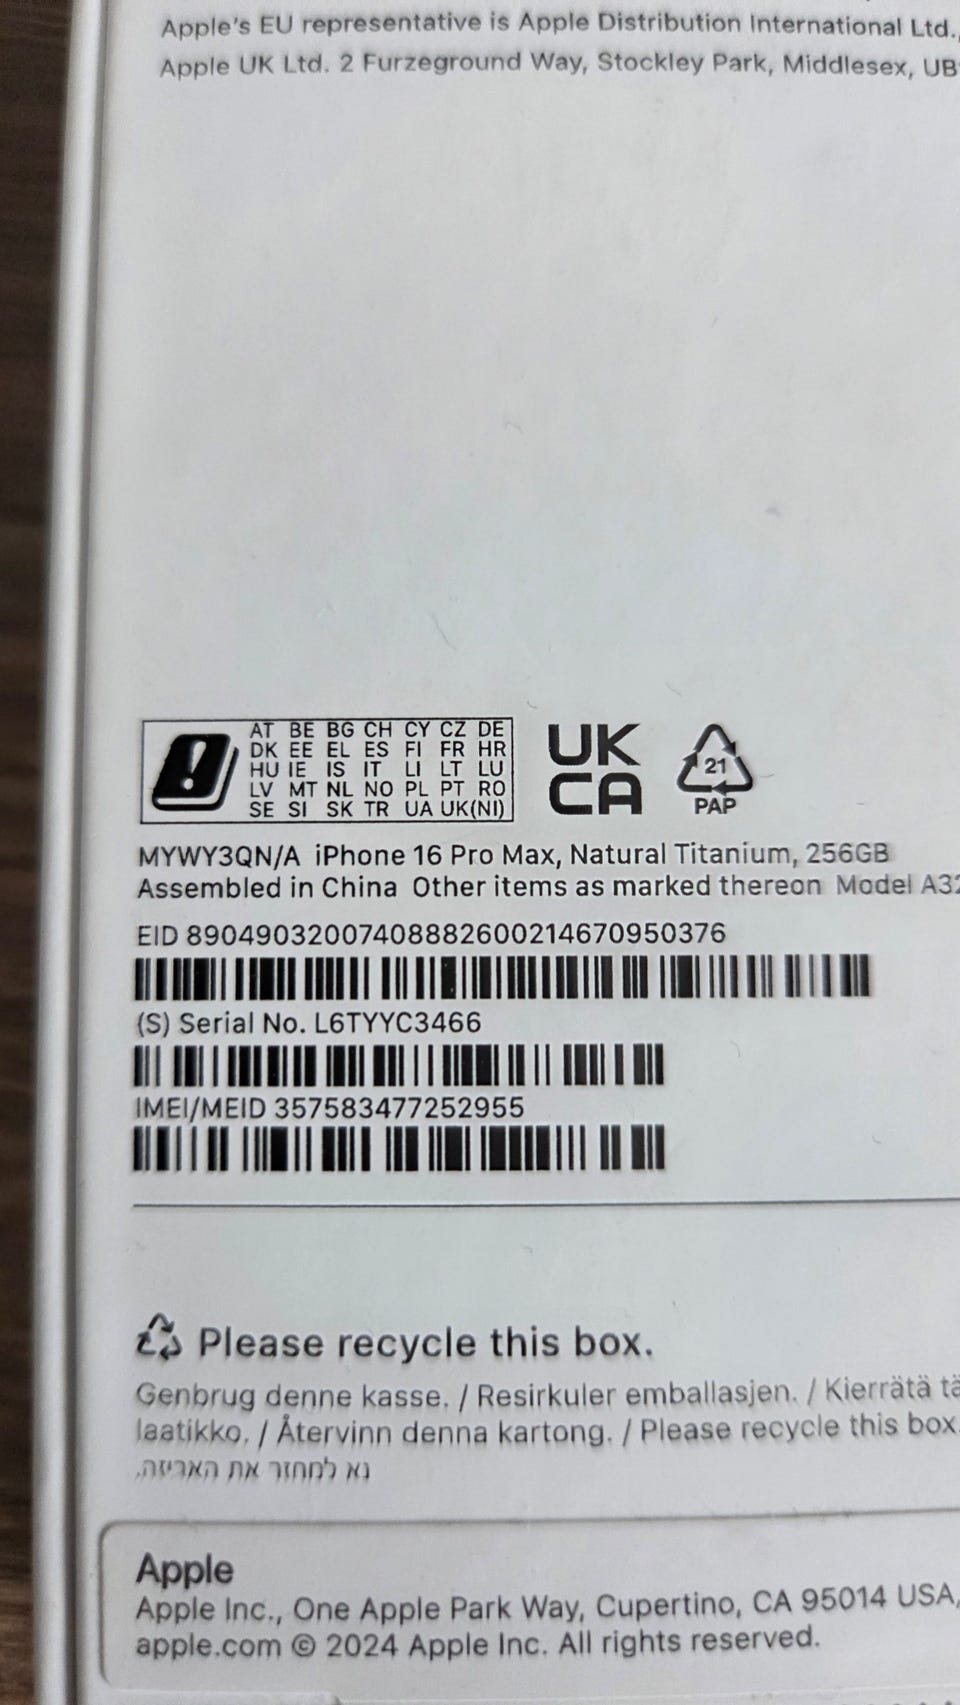 Apple's EU representative is Apple Distribution International Ltd.,
Apple UK Ltd. 2 Furzeground Way, Stockley Park, Middlesex, UB
AT BE BG CH CY CZ DE
DK EE EL ES FI FR HR
HU IE IS IT LI LT LU
LV MT NL NO PL PT RO
SE SI SK TR UA UK(NI)
UK
CA
21
PAP
MYWY3QN/A iPhone 16 Pro Max, Natural Titanium, 256GB
Assembled in China Other items as marked thereon Model A32
EID 89049032007408882600214670950376
(S) Serial No. L6TYYC3466
IMEI/MEID 357583477252955
Please recycle this box.
Genbrug denne kasse. / Resirkuler emballasjen. / Kierrätä tä
laatikko. / Återvinn denna kartong. / Please recycle this box.
נא למחזר את האריזה.
Apple
Apple Inc., One Apple Park Way, Cupertino, CA 95014 USA,
apple.com © 2024 Apple Inc. All rights reserved.